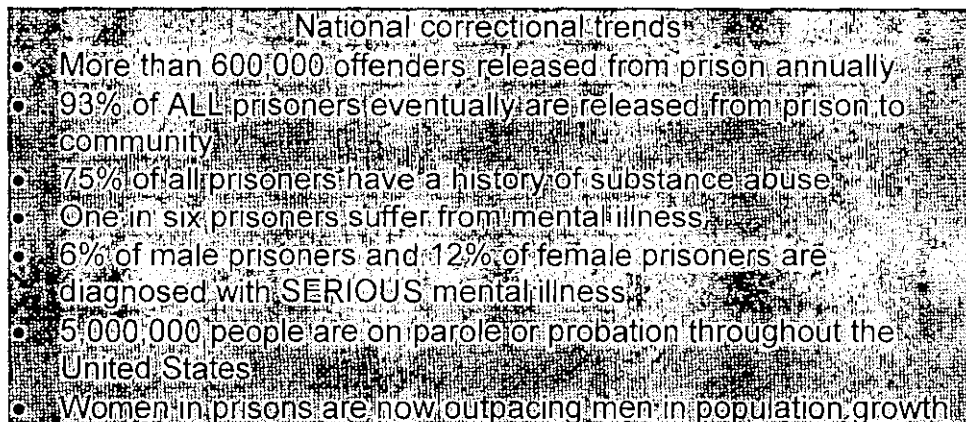 National correctional trends
• More than 600,000 offenders released from prison annually
• 93% of ALL prisoners eventually are released from prison to
community
• 75% of all prisoners have a history of substance abuse
• One in six prisoners suffer from mental illness
• 6% of male prisoners and 12% of female prisoners are
diagnosed with SERIOUS mental illness
• 5,000,000 people are on parole or probation throughout the
United States
• Women in prisons are now outpacing men in population growth